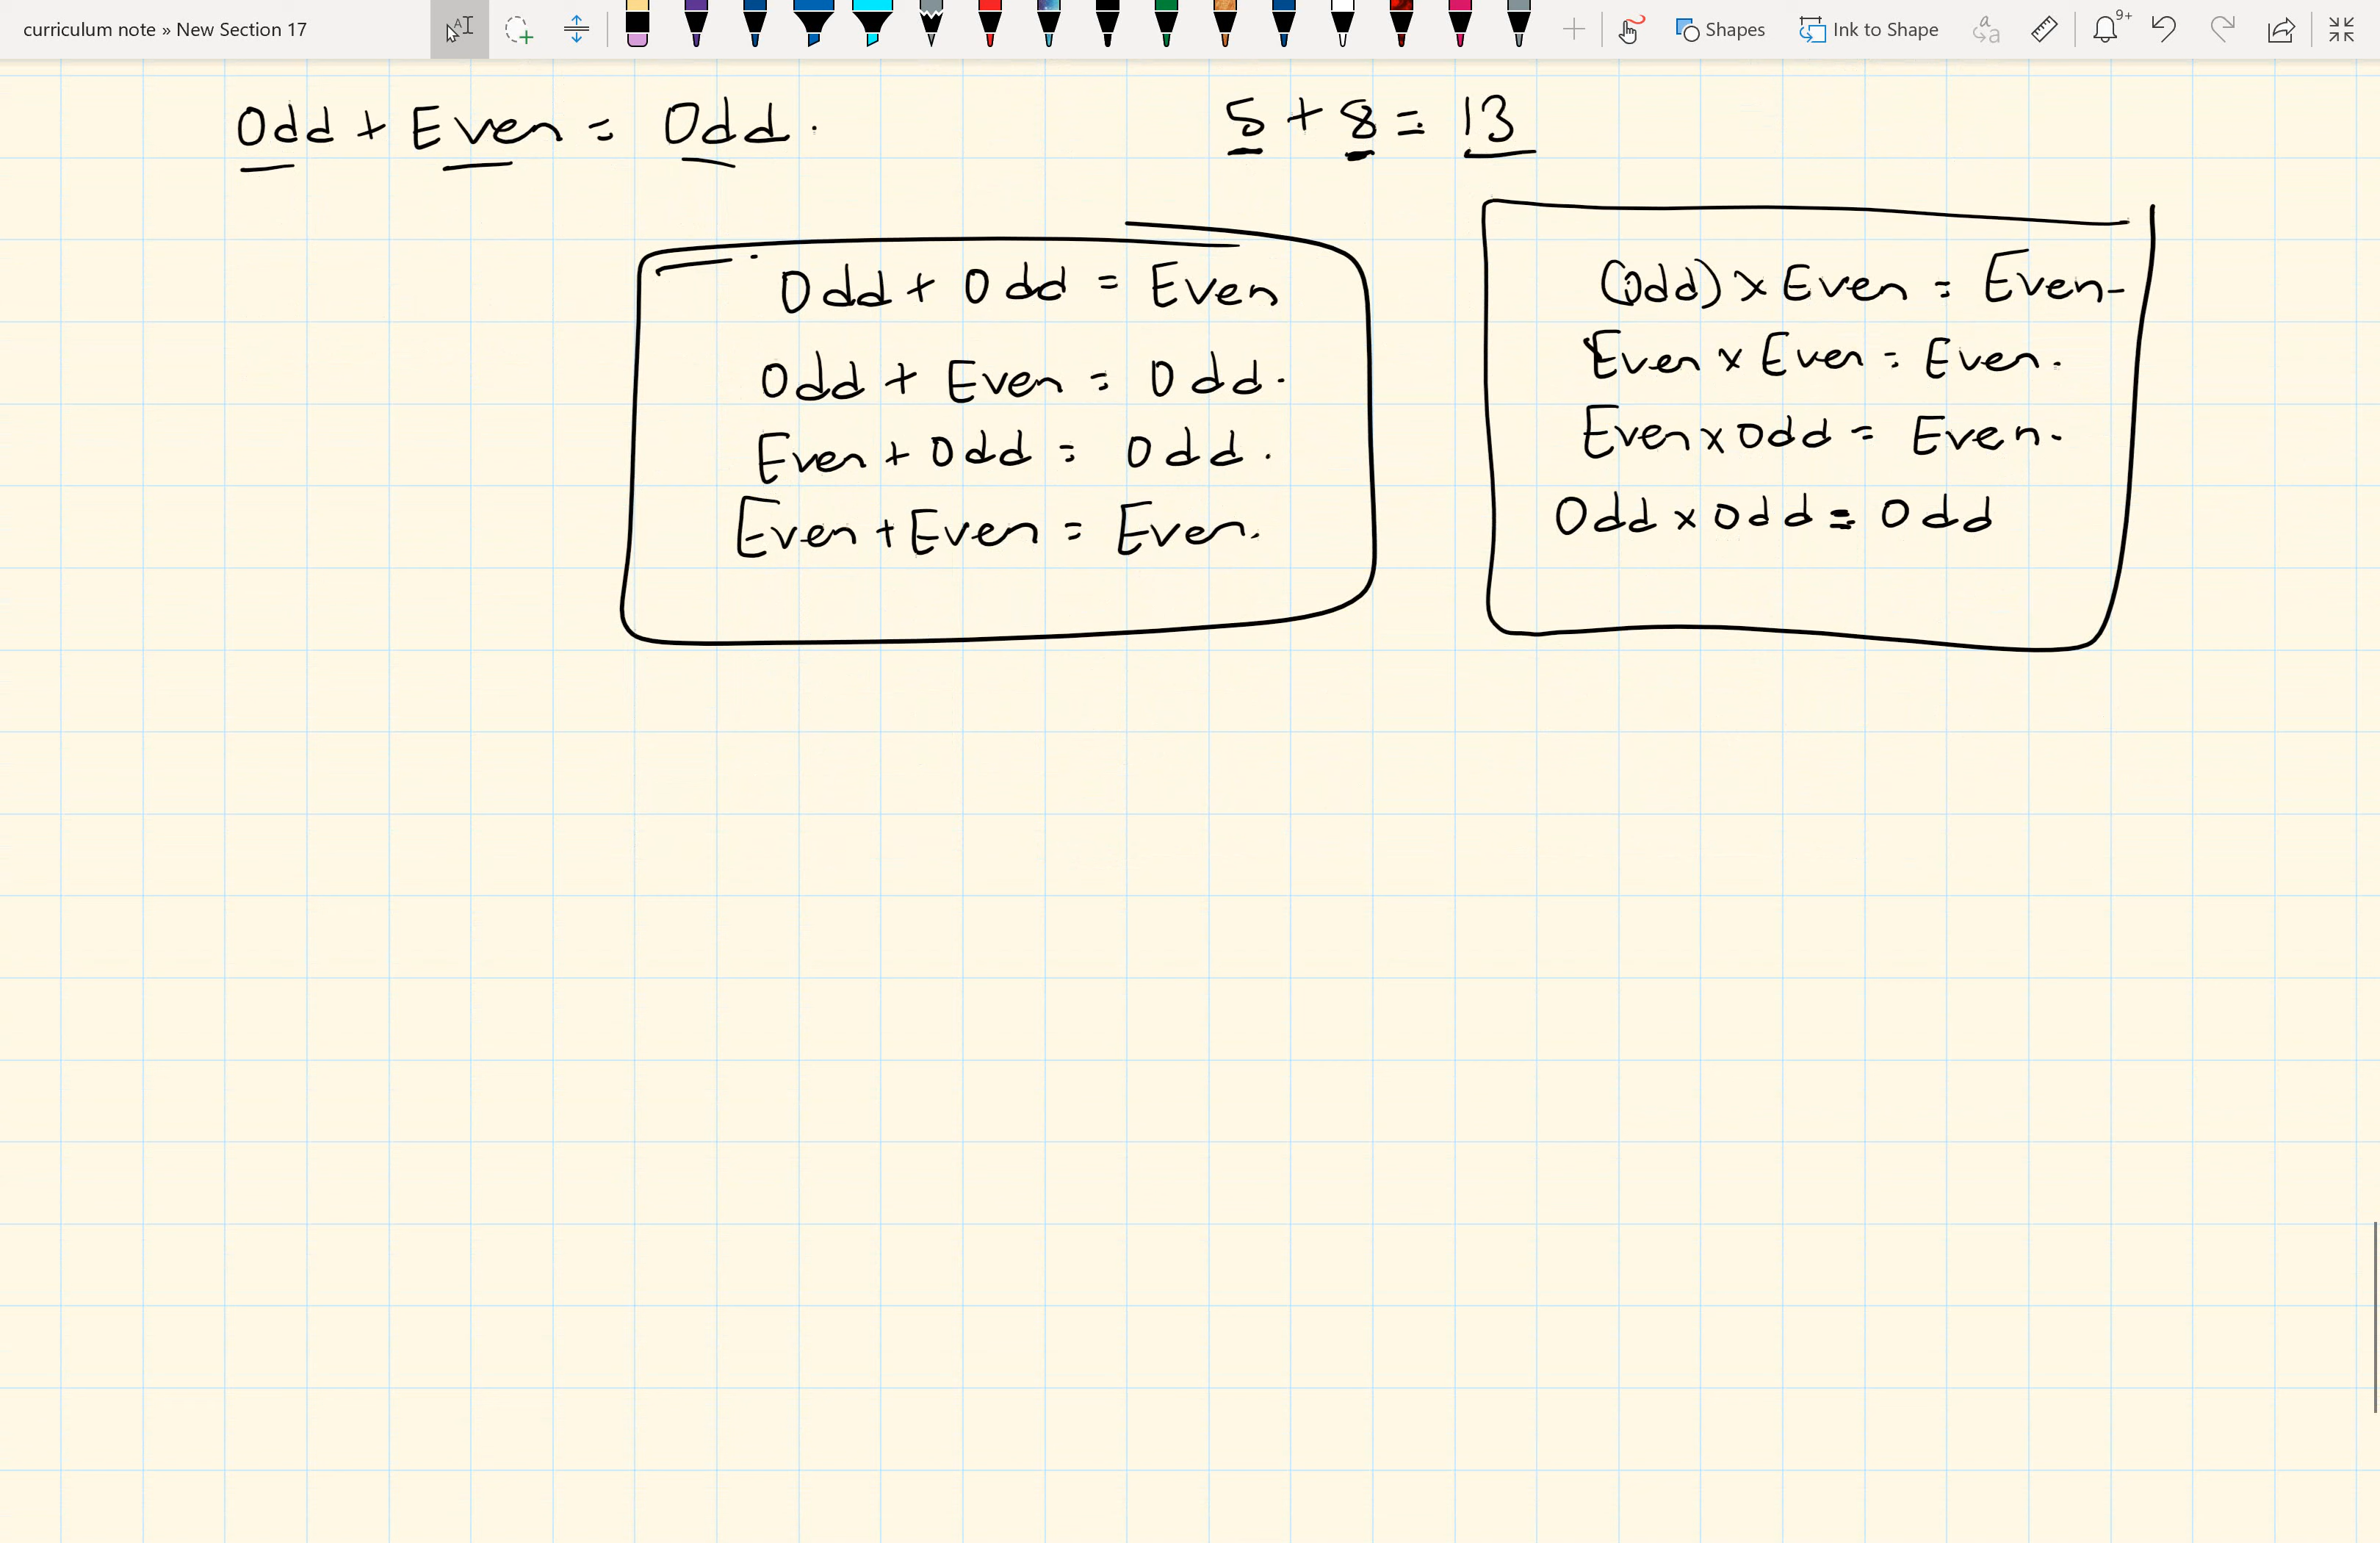 curriculum note » New Section 17
Shapes
Ink to Shape
9+
Odd + Even = Odd.
5 + 8 = 13
Odd + Odd = Even
Odd + Even = Odd.
Even + Odd = Odd.
Even + Even = Even.
(Odd) x Even = Even-
Even x Even = Even.
Even x Odd = Even.
Odd x Odd = Odd